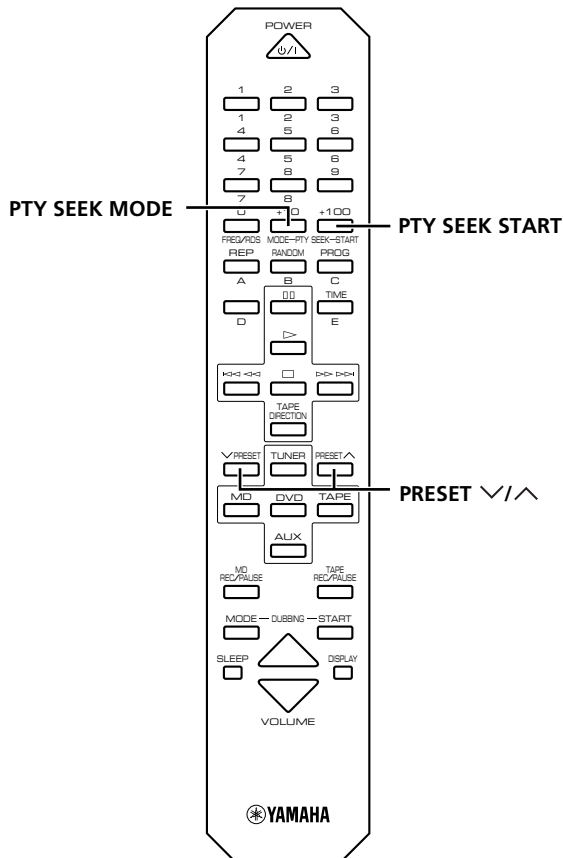 POWER
⏻/I
1 2 3
1 2 3
4 5 6
4 5 6
7 8 9
7 8
PTY SEEK MODE
0 +10 +100
PTY SEEK START
FREQ/RDS MODE–PTY SEEK–START
REP RANDOM PROG
A B C
TIME
D E
TAPE
DIRECTION
PRESET TUNER PRESET
PRESET ∨/∧
MD DVD TAPE
AUX
MD
REC/PAUSE
TAPE
REC/PAUSE
MODE – DUBBING – START
SLEEP DISPLAY
VOLUME
YAMAHA